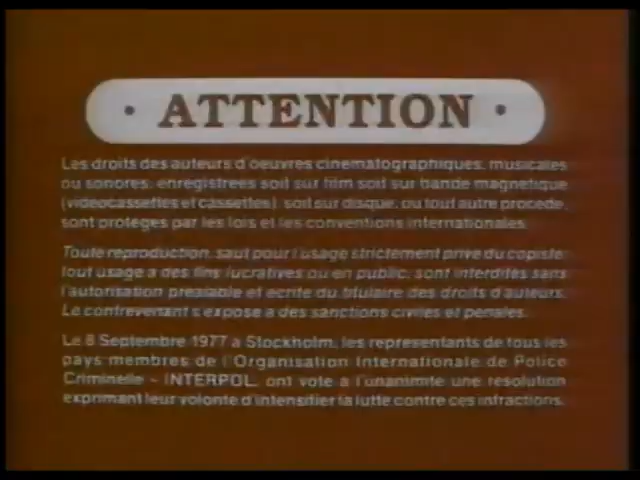 • ATTENTION •
Les droits des auteurs d'oeuvres cinematographiques, musicales
ou sonores, enregistrees soit sur film soit sur bande magnetique
(videocassettes et cassettes) soit sur disque, ou tout autre procede,
sont proteges par les lois et les conventions internationales.
Toute reproduction, sauf pour l'usage strictement prive du copiste
tout usage a des fins lucratives ou en public, sont interdites sans
l'autorisation prealable et ecrite du titulaire des droits d'auteurs.
Le contrevenant s'expose a des sanctions civiles et penales.
Le 8 Septembre 1977 a Stockholm, les representants de tous les
pays membres de l'Organisation Internationale de Police
Criminelle - INTERPOL, ont vote a l'unanimite une resolution
exprimant leur volonte d'intensifier la lutte contre ces infractions.